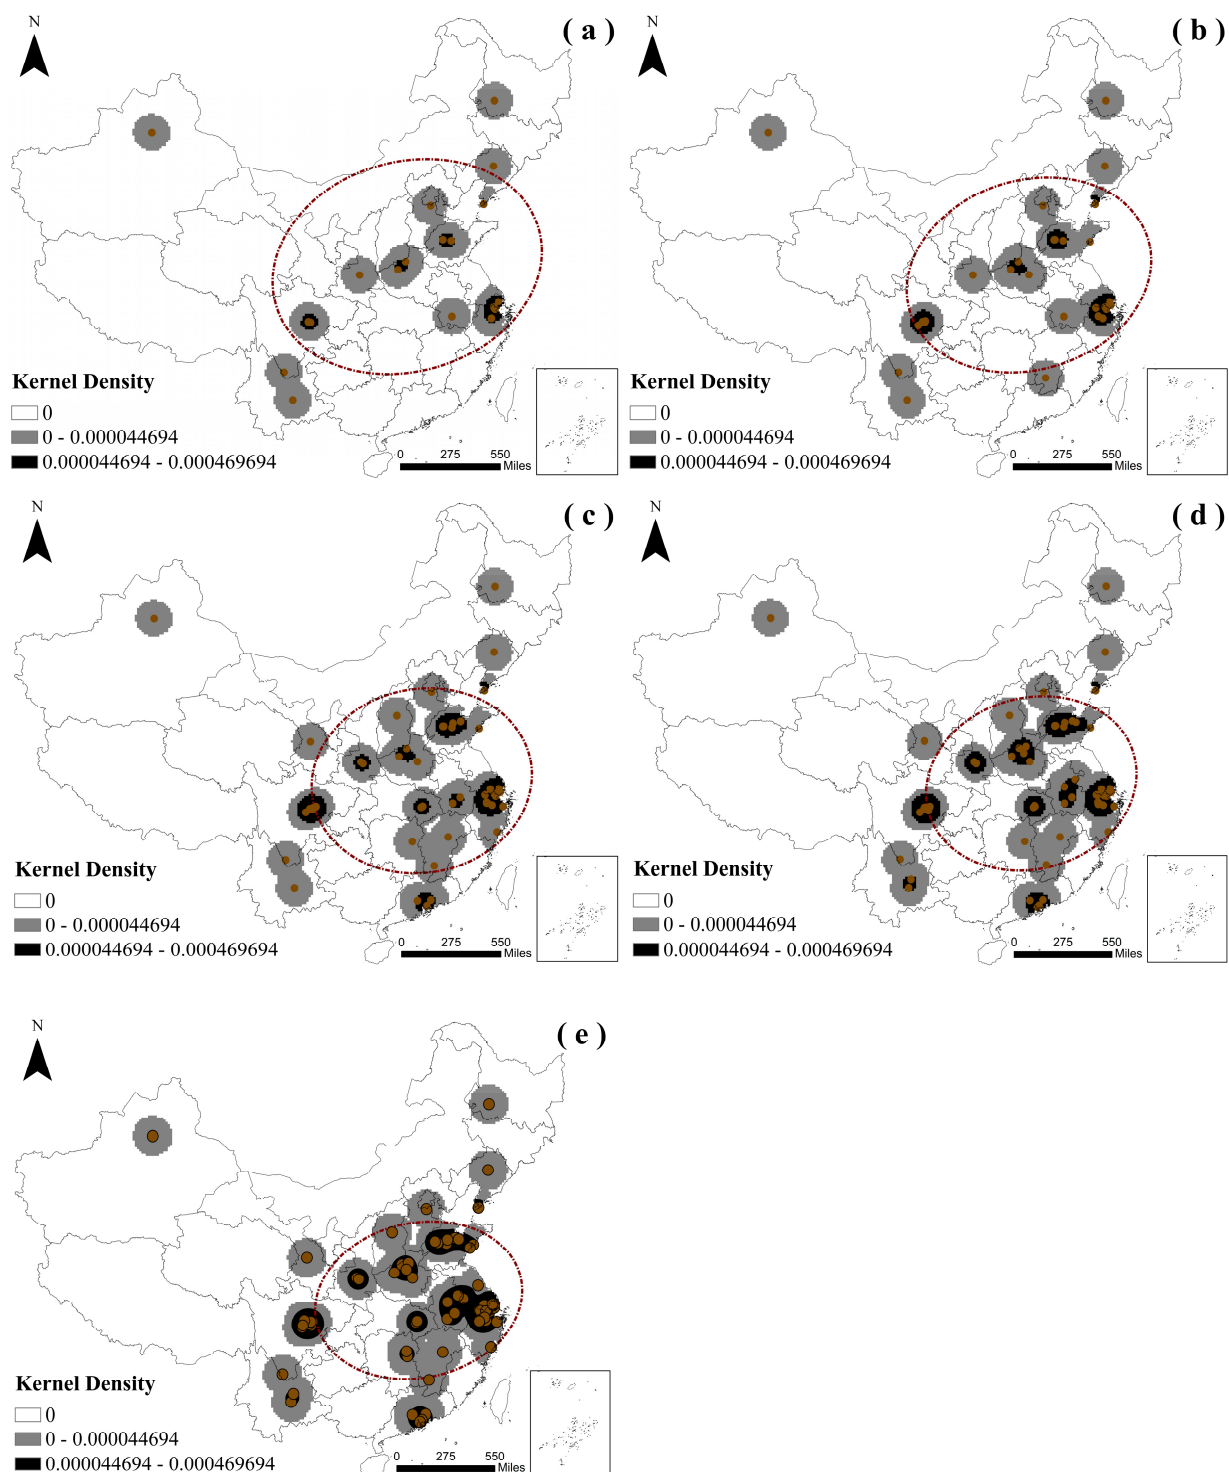 N
( a )
Kernel Density
0
0 - 0.000044694
0.000044694 - 0.000469694
0 275 550
Miles
N
( b )
Kernel Density
0
0 - 0.000044694
0.000044694 - 0.000469694
0 275 550
Miles
N
( c )
Kernel Density
0
0 - 0.000044694
0.000044694 - 0.000469694
0 275 550
Miles
N
( d )
Kernel Density
0
0 - 0.000044694
0.000044694 - 0.000469694
0 275 550
Miles
N
( e )
Kernel Density
0
0 - 0.000044694
0.000044694 - 0.000469694
0 275 550
Miles